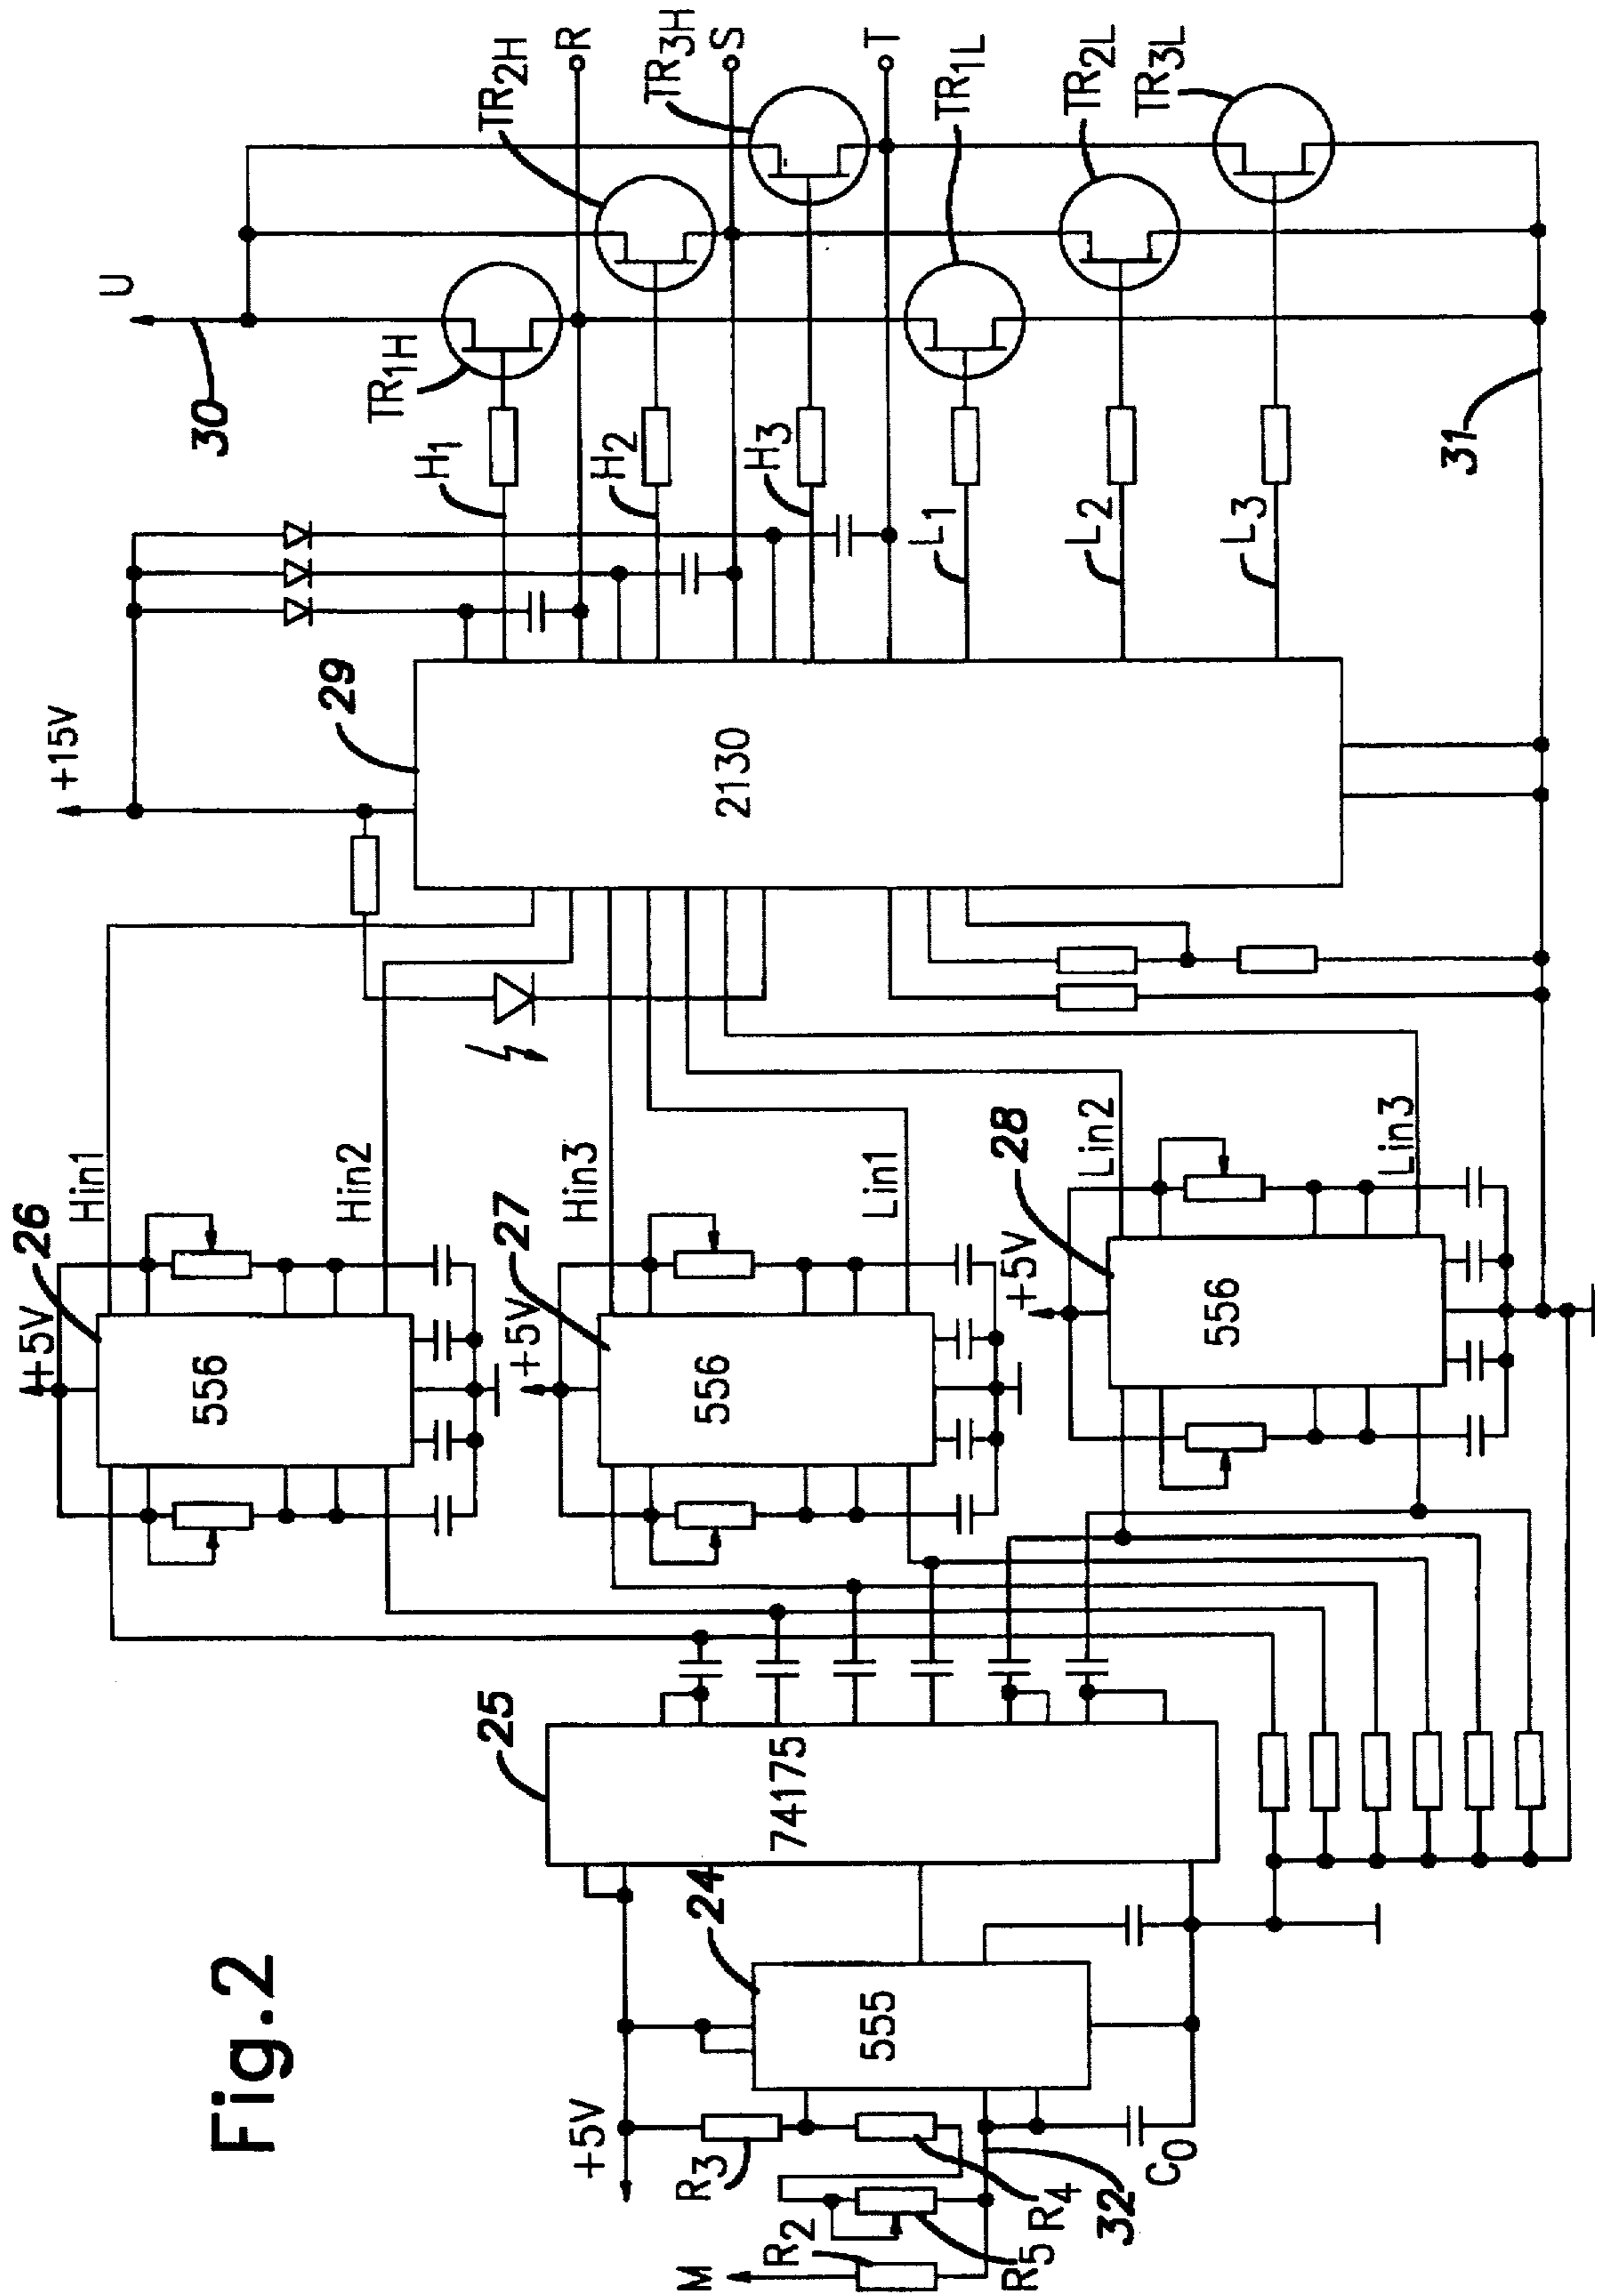 Fig.2
M
R2
R5
R4
32
C0
R3
+5V
555
24
74175
25
+5V
26
556
Hin1
Hin2
+5V
27
556
Hin3
Lin1
+5V
28
556
Lin2
Lin3
+15V
29
2130
H1
H2
H3
L1
L2
L3
30
U
31
TR1H
TR2H
R
TR3H
S
T
TR1L
TR2L
TR3L